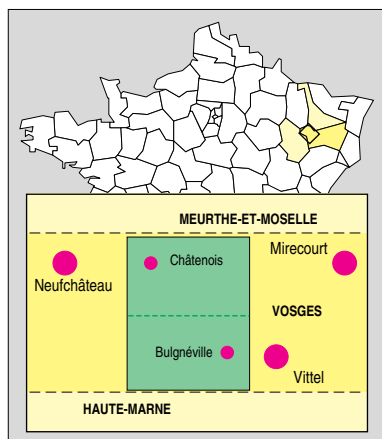 MEURTHE-ET-MOSELLE
Mirecourt
Châtenois
Neufchâteau
VOSGES
Bulgnéville
Vittel
HAUTE-MARNE